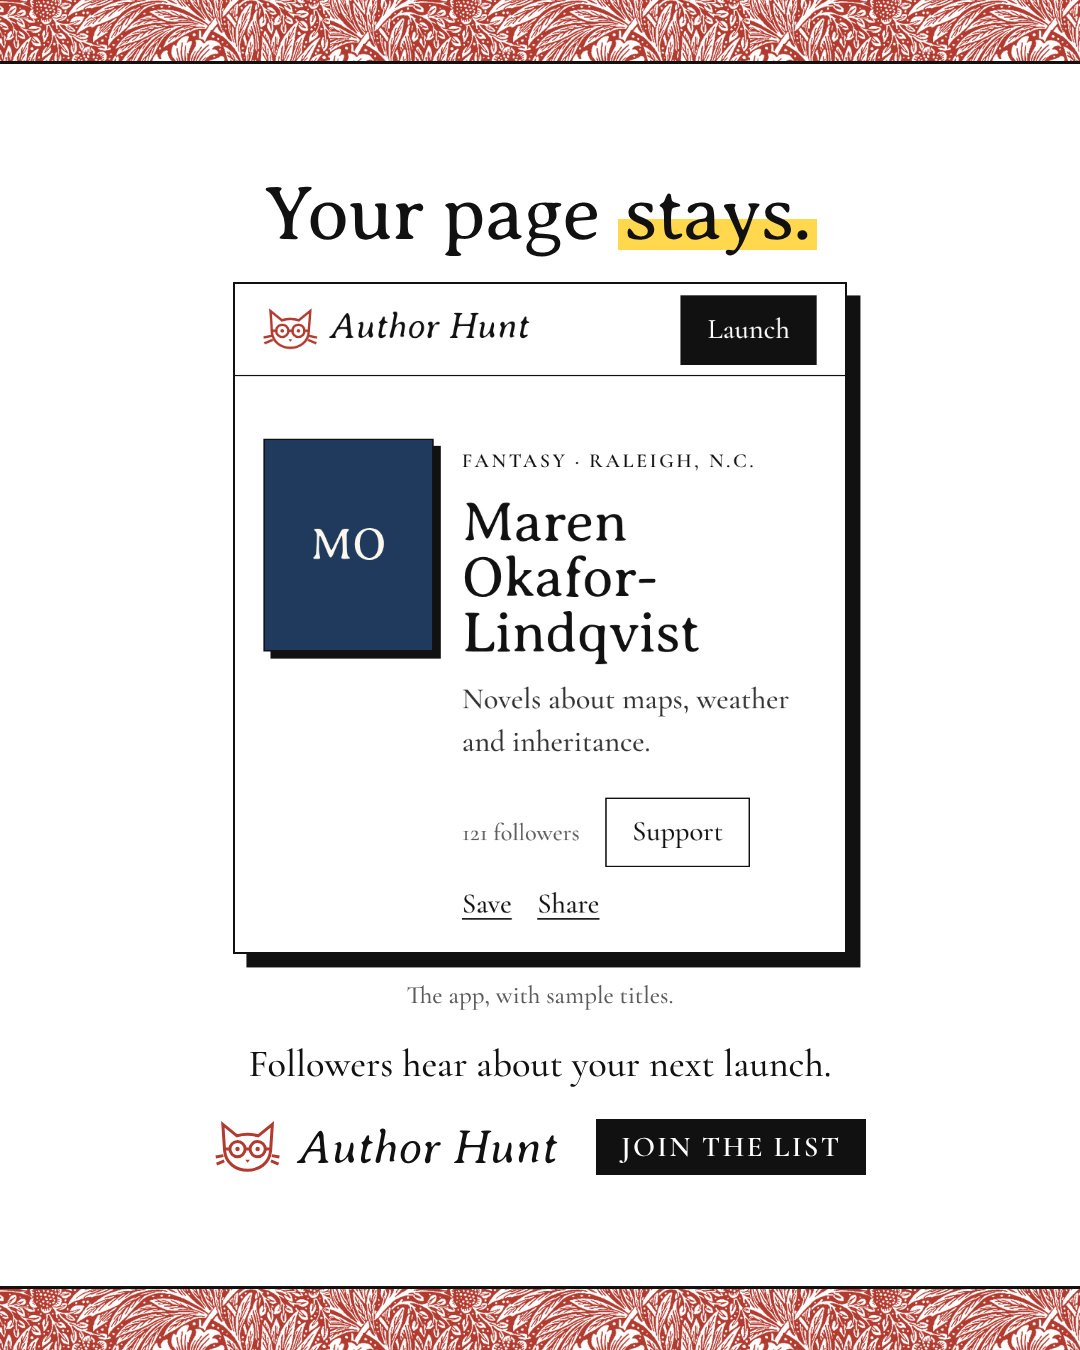 Your page stays.
Author Hunt
Launch
MO
FANTASY · RALEIGH, N.C.
Maren
Okafor-
Lindqvist
Novels about maps, weather
and inheritance.
121 followers
Support
Save Share
The app, with sample titles.
Followers hear about your next launch.
Author Hunt
JOIN THE LIST